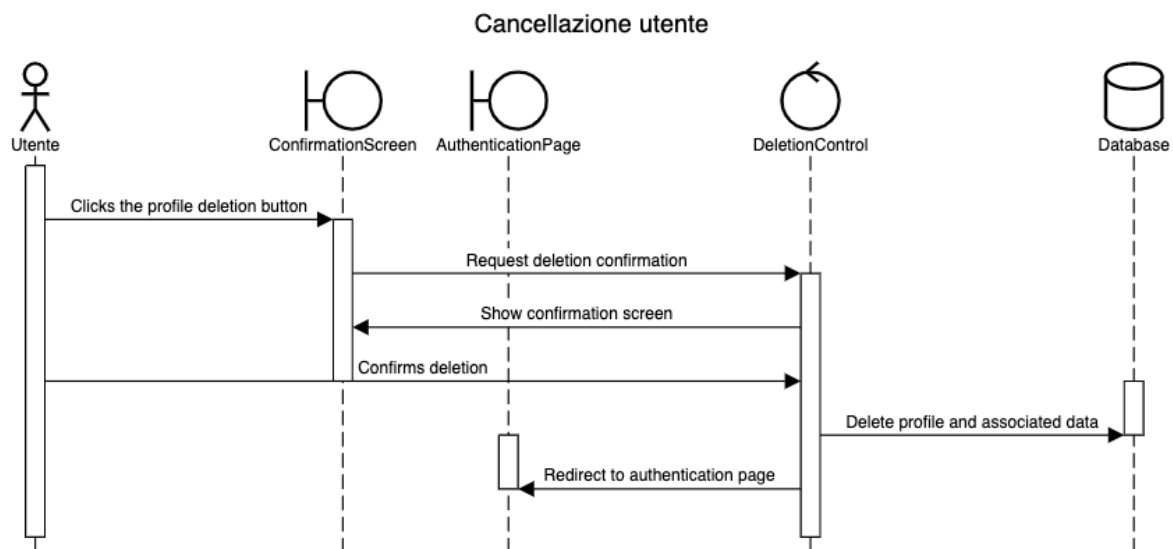 Cancellazione utente
Utente
ConfirmationScreen
AuthenticationPage
DeletionControl
Database
Clicks the profile deletion button
Request deletion confirmation
Show confirmation screen
Confirms deletion
Delete profile and associated data
Redirect to authentication page